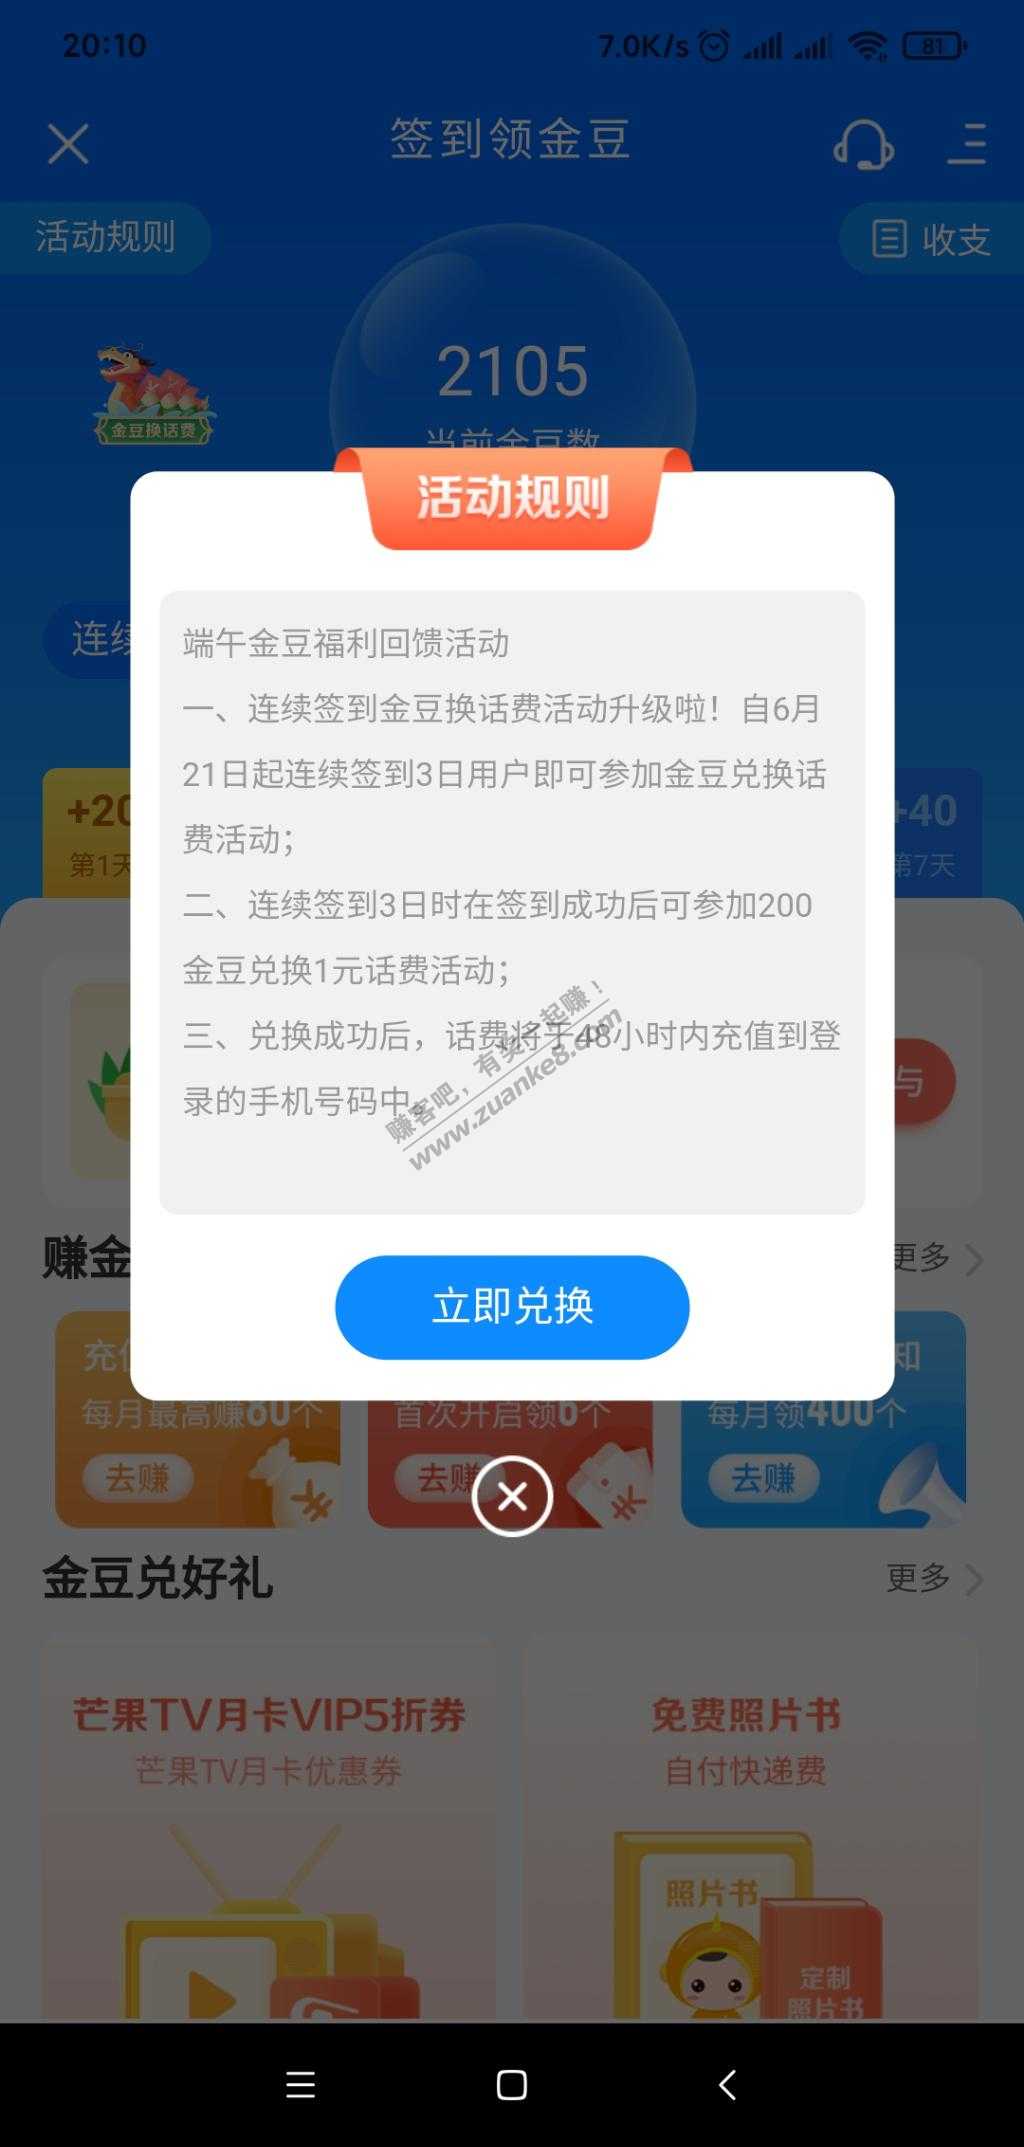 20:10
7.0K/s
81
签到领金豆
活动规则
收支
2105
当前金豆数
金豆换话费
活动规则
端午金豆福利回馈活动
一、连续签到金豆换话费活动升级啦！自6月
21日起连续签到3日用户即可参加金豆兑换话
费活动；
二、连续签到3日时在签到成功后可参加200
金豆兑换1元话费活动；
三、兑换成功后，话费将于48小时内充值到登
录的手机号码中。
赚客吧，有奖一起赚！
www.zuanke8.com
立即兑换
连续
+20
第1天
+40
第7天
与
赚金
更多
充值
知
每月最高赚80个
首次开启领6个
每月领400个
去赚
去赚
去赚
金豆兑好礼
更多
芒果TV月卡VIP5折券
芒果TV月卡优惠券
免费照片书
自付快递费
照片书
定制
照片书